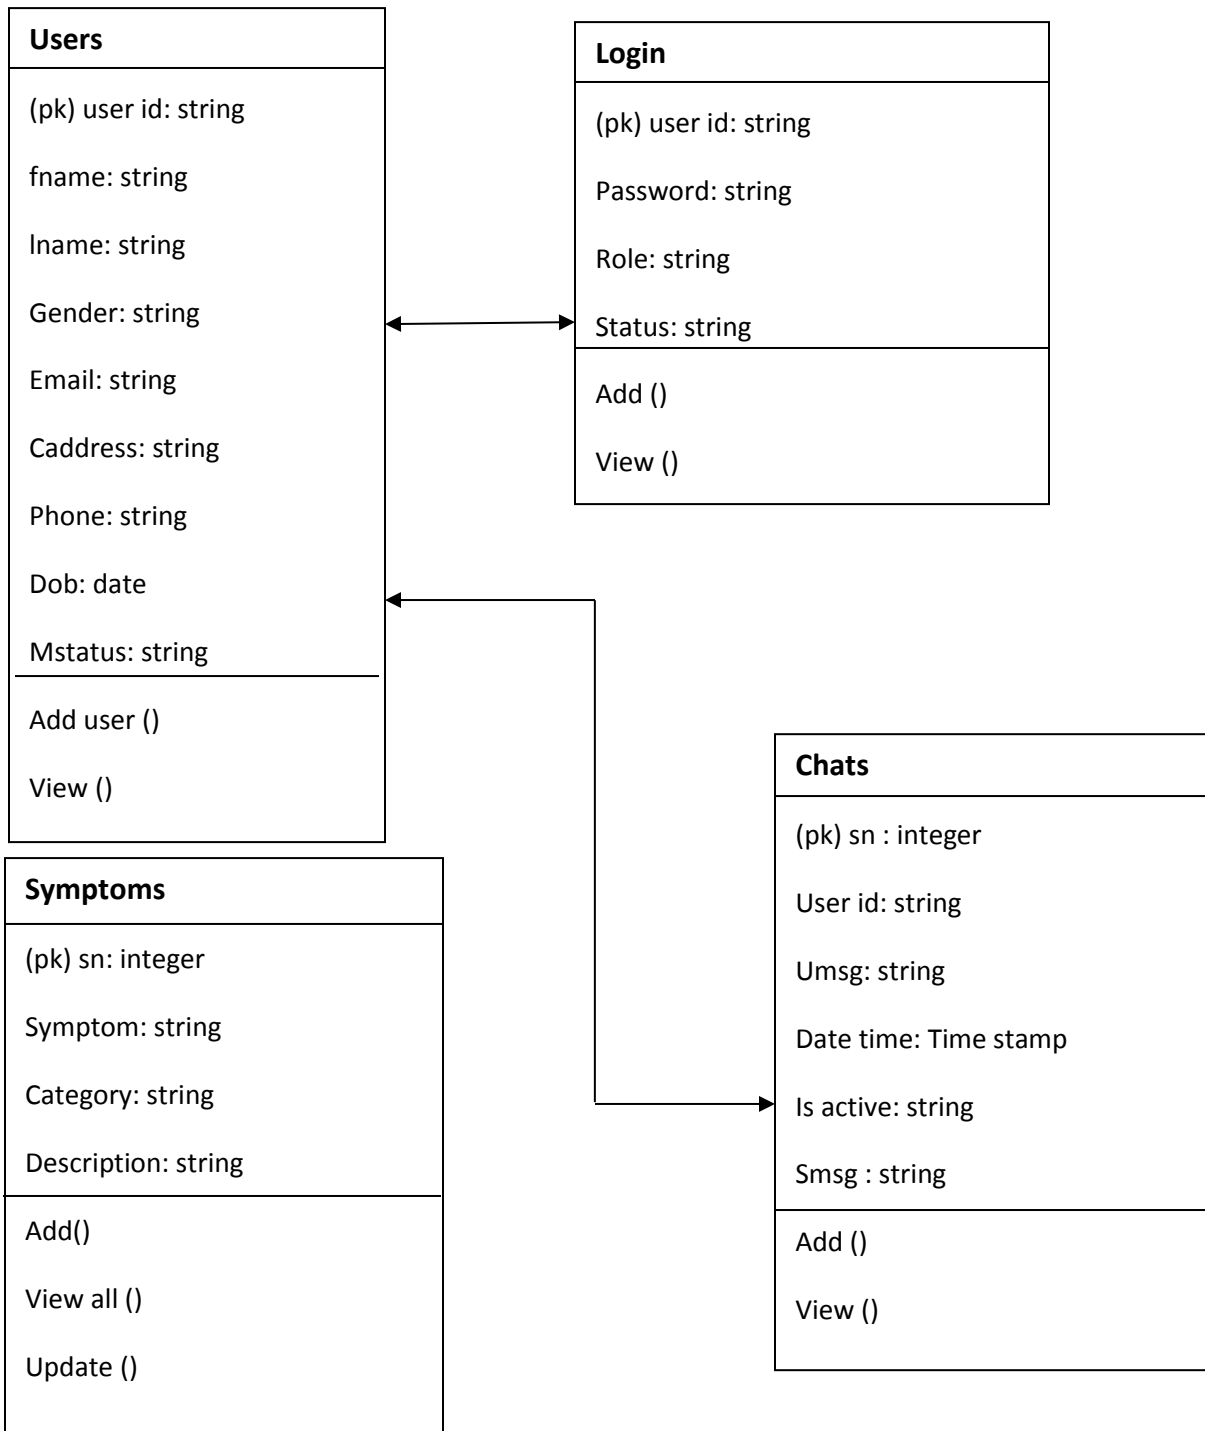 Users
(pk) user id: string
fname: string
lname: string
Gender: string
Email: string
Caddress: string
Phone: string
Dob: date
Mstatus: string
Add user ()
View ()
Login
(pk) user id: string
Password: string
Role: string
Status: string
Add ()
View ()
Symptoms
(pk) sn: integer
Symptom: string
Category: string
Description: string
Add()
View all ()
Update ()
Chats
(pk) sn : integer
User id: string
Umsg: string
Date time: Time stamp
Is active: string
Smsg : string
Add ()
View ()